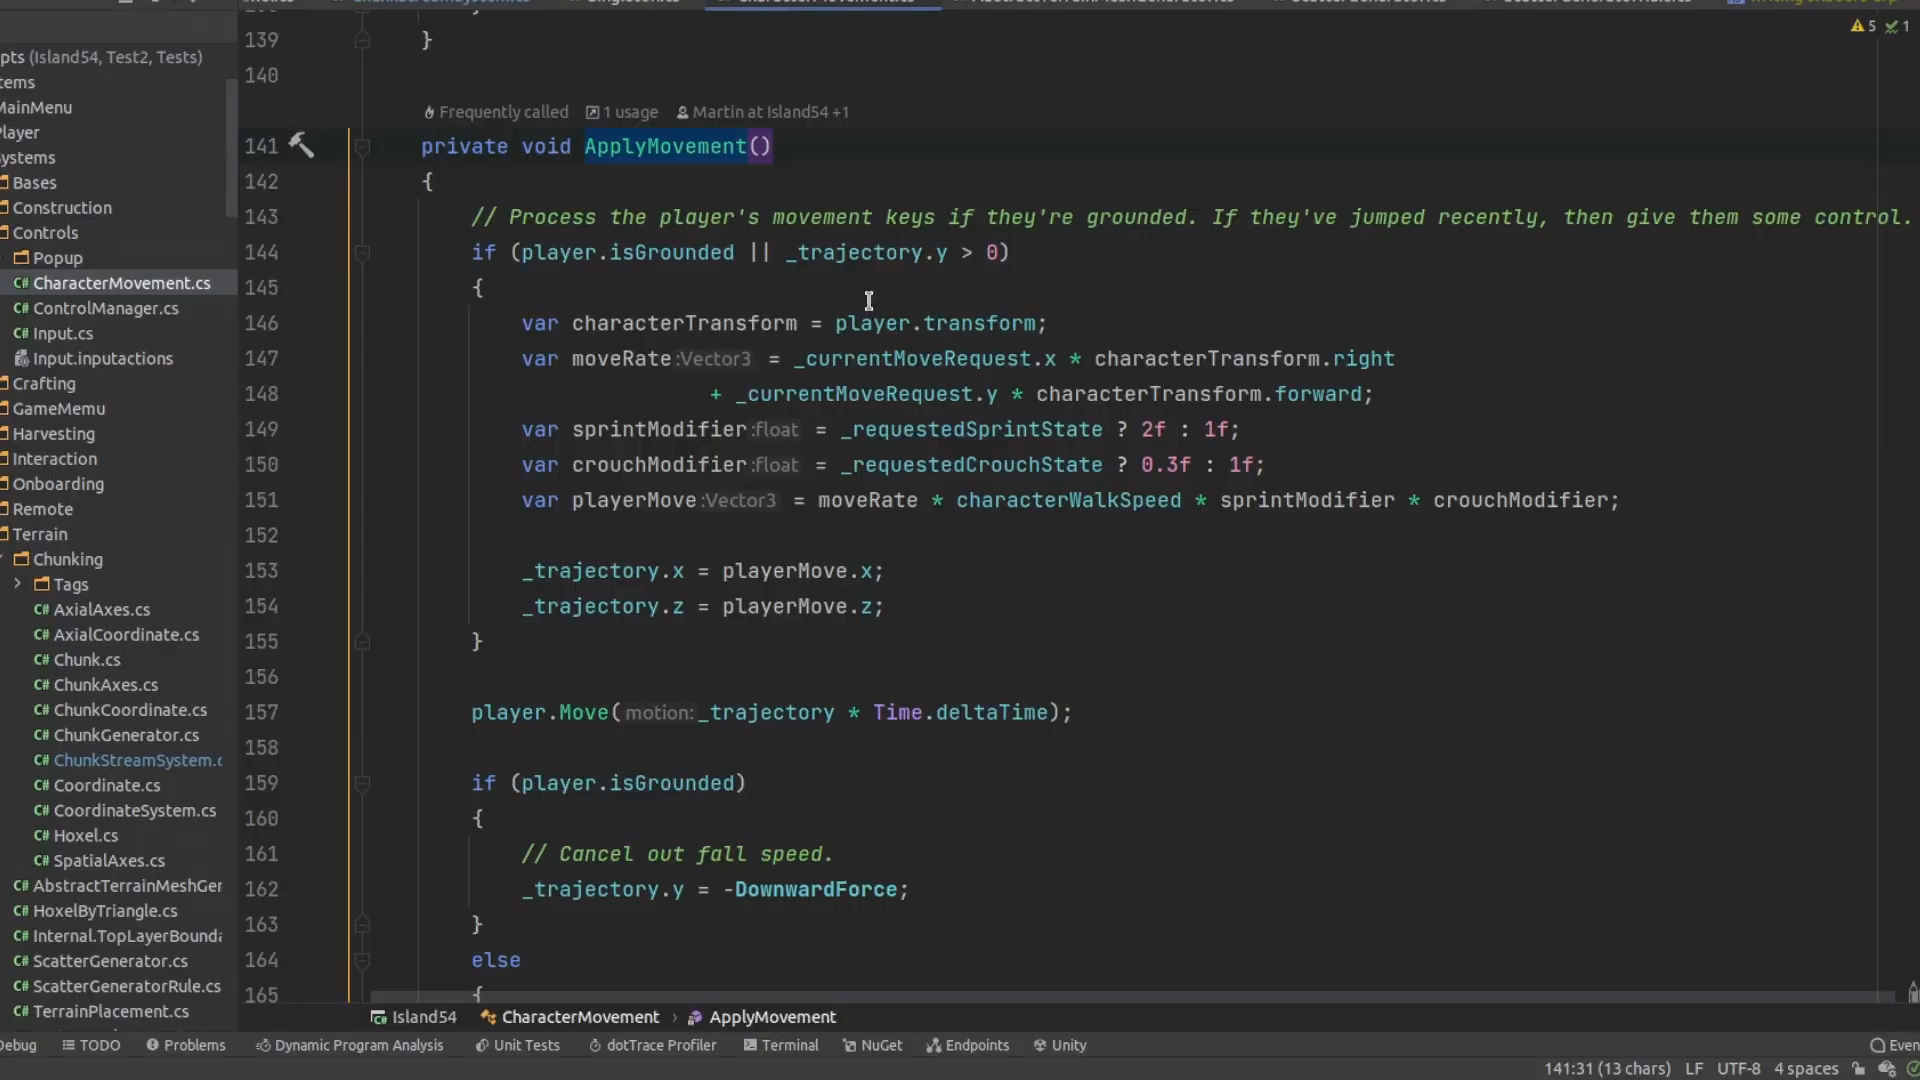 139 }
140
Frequently called 1 usage Martin at Island54 +1
141 private void ApplyMovement()
142 {
143 // Process the player's movement keys if they're grounded. If they've jumped recently, then give them some control.
144 if (player.isGrounded || _trajectory.y > 0)
145 {
146 var characterTransform = player.transform;
147 var moveRate:Vector3 = _currentMoveRequest.x * characterTransform.right
148 + _currentMoveRequest.y * characterTransform.forward;
149 var sprintModifier:float = _requestedSprintState ? 2f : 1f;
150 var crouchModifier:float = _requestedCrouchState ? 0.3f : 1f;
151 var playerMove:Vector3 = moveRate * characterWalkSpeed * sprintModifier * crouchModifier;
152
153 _trajectory.x = playerMove.x;
154 _trajectory.z = playerMove.z;
155 }
156
157 player.Move(motion:_trajectory * Time.deltaTime);
158
159 if (player.isGrounded)
160 {
161 // Cancel out fall speed.
162 _trajectory.y = -DownwardForce;
163 }
164 else
165 {
5 1
pts (Island54, Test2, Tests)
tems
MainMenu
Player
ystems
Bases
Construction
Controls
Popup
C# CharacterMovement.cs
C# ControlManager.cs
C# Input.cs
Input.inputactions
Crafting
GameMemu
Harvesting
Interaction
Onboarding
Remote
Terrain
Chunking
Tags
C# AxialAxes.cs
C# AxialCoordinate.cs
C# Chunk.cs
C# ChunkAxes.cs
C# ChunkCoordinate.cs
C# ChunkGenerator.cs
C# ChunkStreamSystem.c
C# Coordinate.cs
C# CoordinateSystem.cs
C# Hoxel.cs
C# SpatialAxes.cs
C# AbstractTerrainMeshGer
C# HoxelByTriangle.cs
C# Internal.TopLayerBounda
C# ScatterGenerator.cs
C# ScatterGeneratorRule.cs
C# TerrainPlacement.cs
Island54 CharacterMovement › ApplyMovement
Debug TODO Problems Dynamic Program Analysis Unit Tests dotTrace Profiler Terminal NuGet Endpoints Unity Even
141:31 (13 chars) LF UTF-8 4 spaces